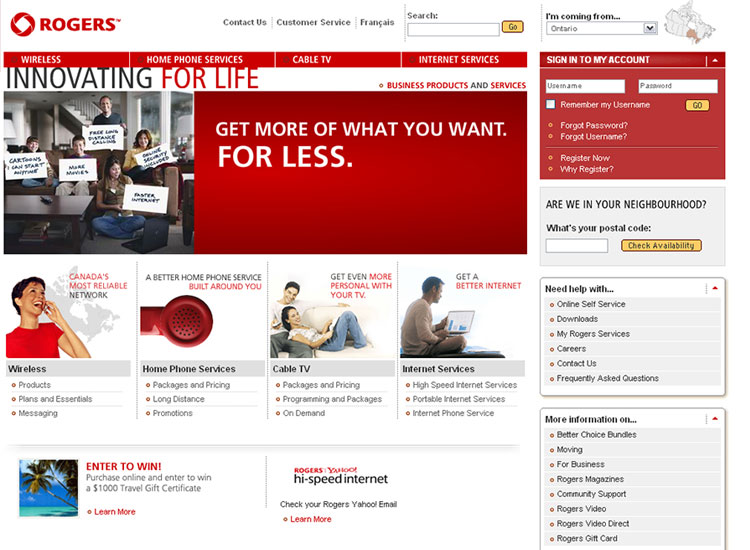 ROGERS™
Contact Us
Customer Service
Français
Search:
Go
I'm coming from...
Ontario
WIRELESS
HOME PHONE SERVICES
CABLE TV
INTERNET SERVICES
INNOVATING FOR LIFE
BUSINESS PRODUCTS AND SERVICES
CARTOONS
I CAN START
ANYTIME
MORE
MOVIES
FREE LONG
DISTANCE
CALLING
ONLINE
SECURITY
INCLUDED
FASTER
INTERNET
GET MORE OF WHAT YOU WANT.
FOR LESS.
SIGN IN TO MY ACCOUNT
Username
Password
Remember my Username
GO
Forgot Password?
Forgot Username?
Register Now
Why Register?
ARE WE IN YOUR NEIGHBOURHOOD?
What's your postal code:
Check Availability
CANADA'S
MOST RELIABLE
NETWORK
Wireless
Products
Plans and Essentials
Messaging
A BETTER HOME PHONE SERVICE
BUILT AROUND YOU
Home Phone Services
Packages and Pricing
Long Distance
Promotions
GET EVEN MORE
PERSONAL WITH
YOUR TV.
Cable TV
Packages and Pricing
Programming and Packages
On Demand
GET A
BETTER INTERNET
Internet Services
High Speed Internet Services
Portable Internet Services
Internet Phone Service
Need help with...
Online Self Service
Downloads
My Rogers Services
Careers
Contact Us
Frequently Asked Questions
More information on...
Better Choice Bundles
Moving
For Business
Rogers Magazines
Community Support
Rogers Video
Rogers Video Direct
Rogers Gift Card
ENTER TO WIN!
Purchase online and enter to win
a $1000 Travel Gift Certificate
Learn More
ROGERS YAHOO!
hi-speed internet
Check your Rogers Yahoo! Email
Learn More